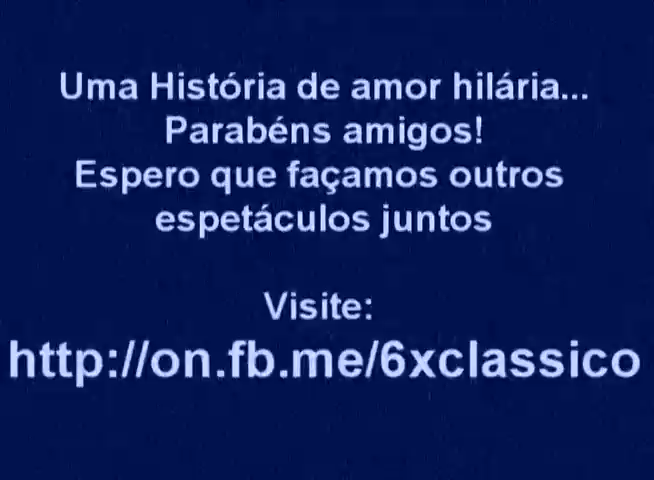 Uma História de amor hilária...
Parabéns amigos!
Espero que façamos outros
espetáculos juntos
Visite:
http://on.fb.me/6xclassico